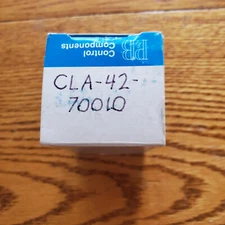 P&B
Control
Components
CLA-42-
70010